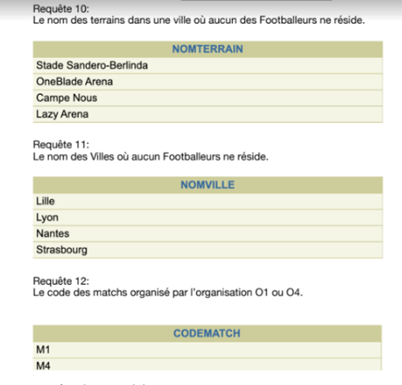 Requête 10:
Le nom des terrains dans une ville où aucun des Footballeurs ne réside.
NOMTERRAIN
Stade Sandero-Berlinda
OneBlade Arena
Campe Nous
Lazy Arena
Requête 11:
Le nom des Villes où aucun Footballeurs ne réside.
NOMVILLE
Lille
Lyon
Nantes
Strasbourg
Requête 12:
Le code des matchs organisé par l'organisation O1 ou O4.
CODEMATCH
M1
M4